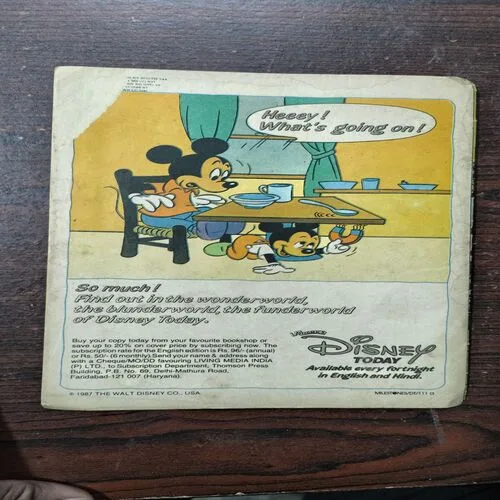 Heeey!
What's going on!
So much!
Find out in the wonderworld,
the blunderworld, the funderworld
of Disney Today.
Buy your copy today from your favourite bookshop or
save up to 20% on cover price by subscribing now. The
subscription rate for the English edition is Rs. 96/- (annual)
or Rs. 50/- (6 monthly). Send your name & address along
with a Cheque/MO/DD favouring LIVING MEDIA INDIA
(P) LTD., to Subscription Department, Thomson Press
Building, P.B. No. 69, Delhi-Mathura Road,
Faridabad-121 007 (Haryana).
DISNEY
TODAY
Available every fortnight
in English and Hindi.
© 1987 THE WALT DISNEY CO., USA
MILESTONES/DT/111